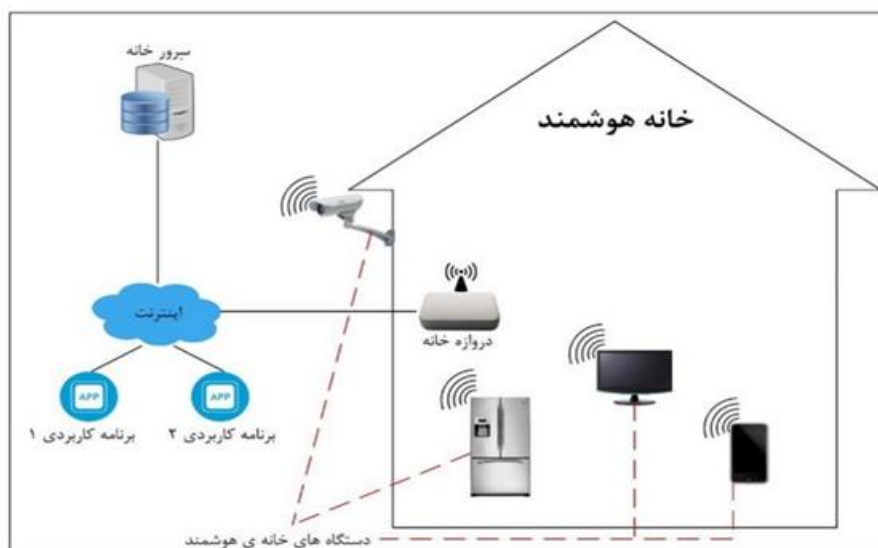 سرور خانه
خانه هوشمند
اینترنت
دروازه خانه
APP
APP
برنامه کاربردی ۱
برنامه کاربردی ۲
دستگاه های خانه ی هوشمند